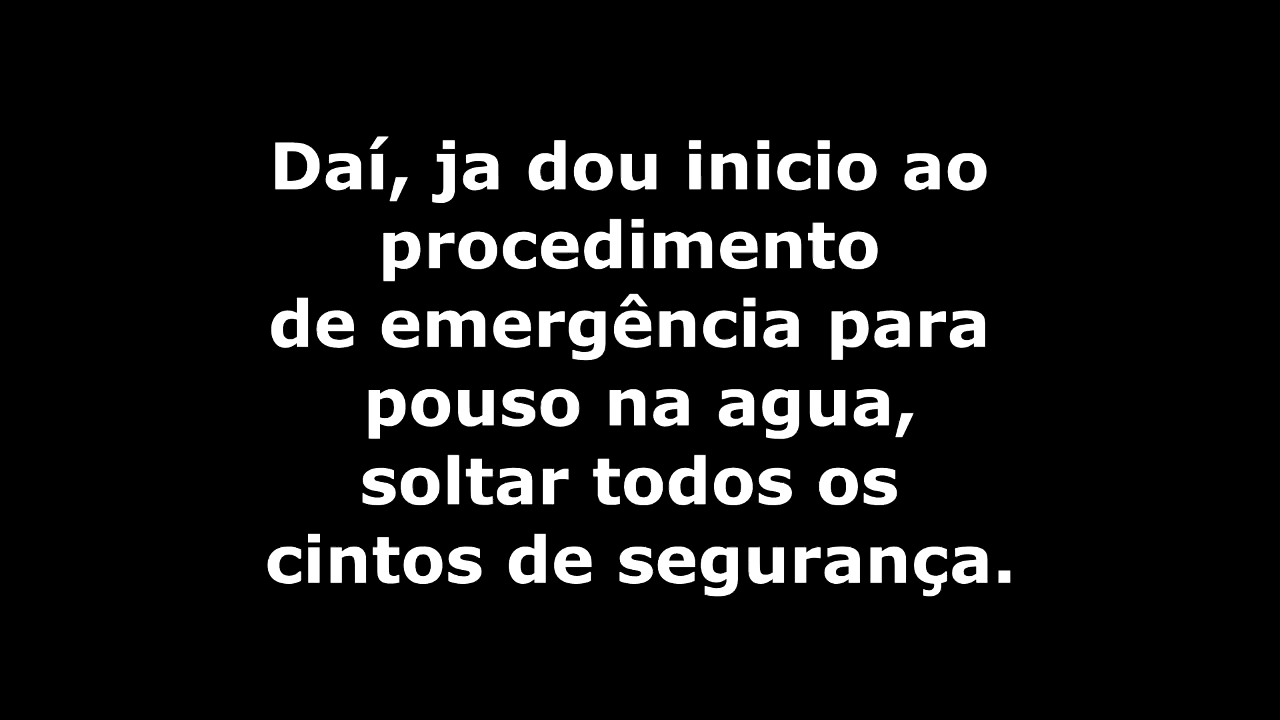 Daí, ja dou inicio ao
procedimento
de emergência para
pouso na agua,
soltar todos os
cintos de segurança.